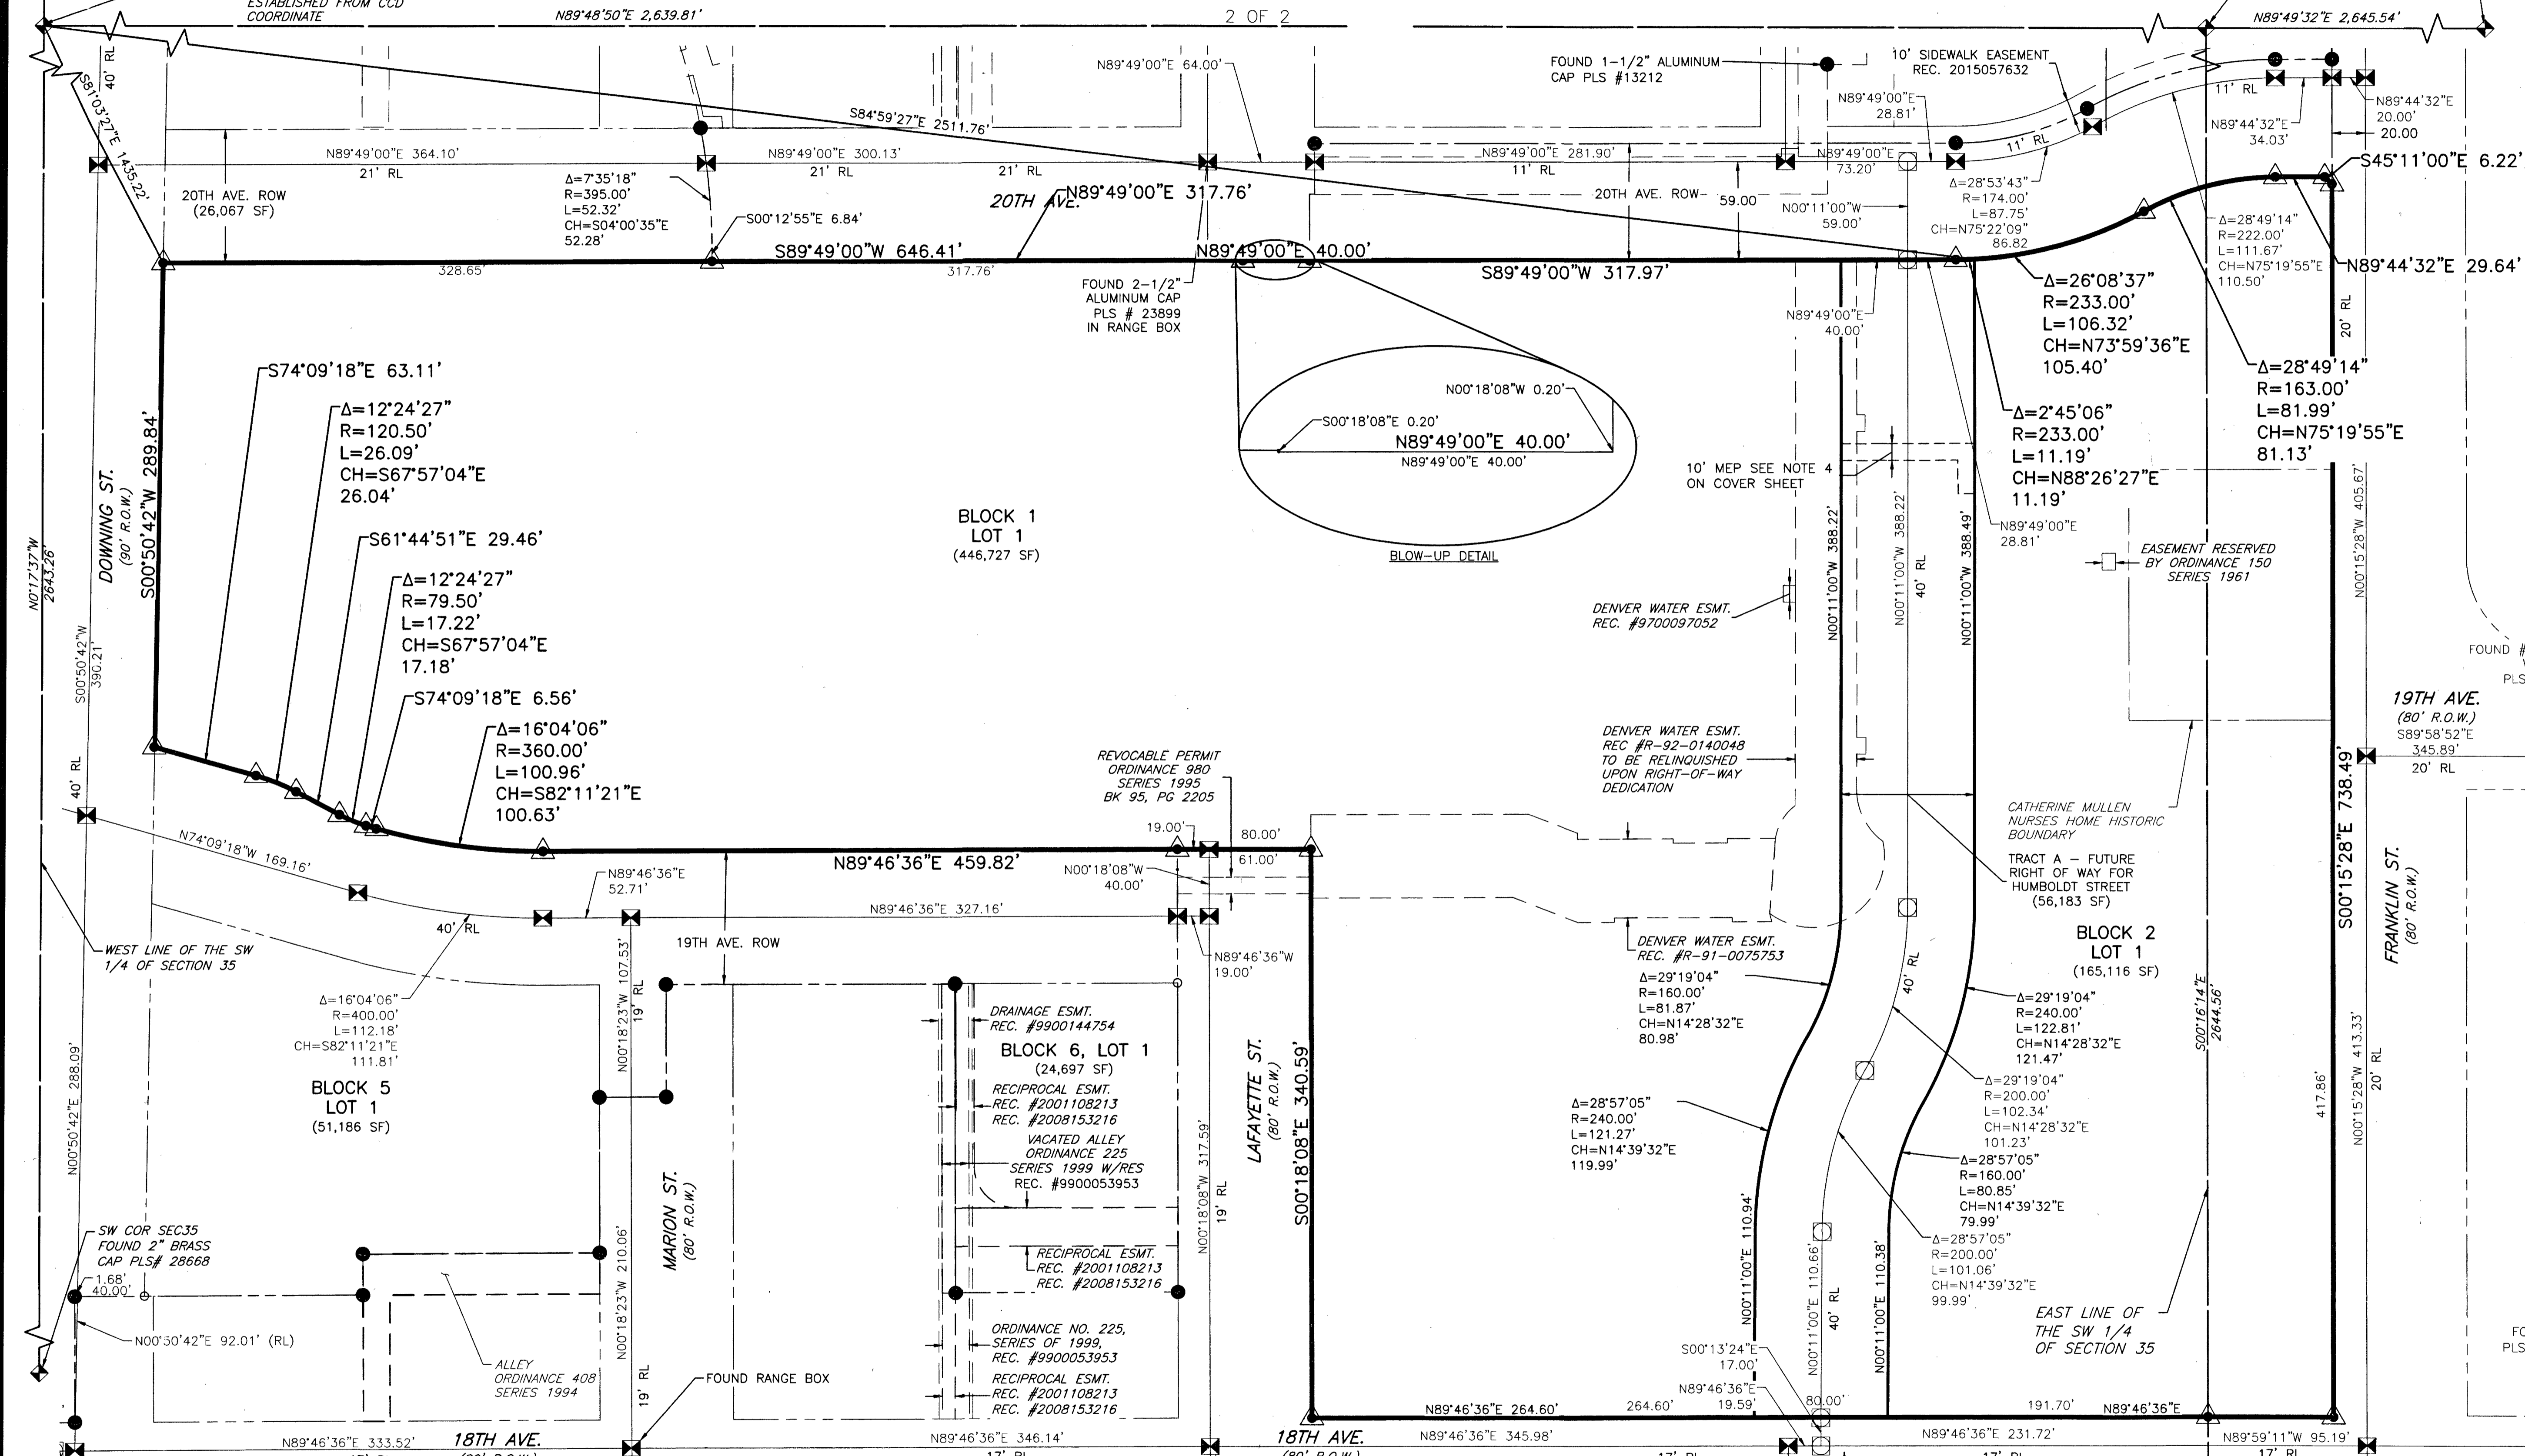 ESTABLISHED FROM CCD
COORDINATE
N89°48'50"E 2,639.81'
2 OF 2
N89°49'32"E 2,645.54'
S81°03'27"E 1435.22'
40' RL
N89°49'00"E 64.00'
FOUND 1-1/2" ALUMINUM
CAP PLS #13212
10' SIDEWALK EASEMENT
REC. 2015057632
N89°49'00"E
28.81'
11' RL
N89°44'32"E
20.00'
20.00
N89°44'32"E
34.03'
S84°59'27"E 2511.76'
N89°49'00"E 364.10'
21' RL
N89°49'00"E 300.13'
21' RL
21' RL
N89°49'00"E 281.90'
11' RL
N89°49'00"E
73.20'
11' RL
S45°11'00"E 6.22'
20TH AVE. ROW
(26,067 SF)
Δ=7°35'18"
R=395.00'
L=52.32'
CH=S04°00'35"E
52.28'
S00°12'55"E 6.84'
20TH AVE.
N89°49'00"E 317.76'
20TH AVE. ROW
59.00
N00°11'00"W
59.00'
Δ=28°53'43"
R=174.00'
L=87.75'
CH=N75°22'09"
86.82
Δ=28°49'14"
R=222.00'
L=111.67'
CH=N75°19'55"E
110.50'
N89°44'32"E 29.64'
328.65'
S89°49'00"W 646.41'
317.76'
N89°49'00"E 40.00'
S89°49'00"W 317.97'
FOUND 2-1/2"
ALUMINUM CAP
PLS # 23899
IN RANGE BOX
N89°49'00"E
40.00'
Δ=26°08'37"
R=233.00'
L=106.32'
CH=N73°59'36"E
105.40'
20' RL
Δ=28°49'14"
R=163.00'
L=81.99'
CH=N75°19'55"E
81.13'
Δ=2°45'06"
R=233.00'
L=11.19'
CH=N88°26'27"E
11.19'
S74°09'18"E 63.11'
Δ=12°24'27"
R=120.50'
L=26.09'
CH=S67°57'04"E
26.04'
N00°18'08"W 0.20'
S00°18'08"E 0.20'
N89°49'00"E 40.00'
N89°49'00"E 40.00'
BLOW-UP DETAIL
10' MEP SEE NOTE 4
ON COVER SHEET
N89°49'00"E
28.81'
DOWNING ST.
(90' R.O.W.)
S00°50'42"W 289.84'
S61°44'51"E 29.46'
Δ=12°24'27"
R=79.50'
L=17.22'
CH=S67°57'04"E
17.18'
BLOCK 1
LOT 1
(446,727 SF)
N00°11'00"W 388.22'
N00°11'00"W 388.22'
40' RL
N00°11'00"W 388.49'
EASEMENT RESERVED
BY ORDINANCE 150
SERIES 1961
N00°15'28"W 405.67'
N0°17'37"W
2643.26'
S00°50'42"W
390.21'
DENVER WATER ESMT.
REC. #9700097052
FOUND #
PLS
S74°09'18"E 6.56'
Δ=16°04'06"
R=360.00'
L=100.96'
CH=S82°11'21"E
100.63'
19TH AVE.
(80' R.O.W.)
S89°58'52"E
345.89'
20' RL
REVOCABLE PERMIT
ORDINANCE 980
SERIES 1995
BK 95, PG 2205
DENVER WATER ESMT.
REC #R-92-0140048
TO BE RELINQUISHED
UPON RIGHT-OF-WAY
DEDICATION
40' RL
N74°09'18"W 169.16'
N89°46'36"E 459.82'
19.00'
80.00'
61.00'
N00°18'08"W
40.00'
CATHERINE MULLEN
NURSES HOME HISTORIC
BOUNDARY
TRACT A – FUTURE
RIGHT OF WAY FOR
HUMBOLDT STREET
(56,183 SF)
S00°15'28"E 738.49'
FRANKLIN ST.
(80' R.O.W.)
N89°46'36"E
52.71'
N89°46'36"E 327.16'
40' RL
19TH AVE. ROW
WEST LINE OF THE SW
1/4 OF SECTION 35
N89°46'36"W
19.00'
DENVER WATER ESMT.
REC. #R-91-0075753
BLOCK 2
LOT 1
(165,116 SF)
Δ=16°04'06"
R=400.00'
L=112.18'
CH=S82°11'21"E
111.81'
N00°18'23"W 107.53'
19' RL
DRAINAGE ESMT.
REC. #9900144754
BLOCK 6, LOT 1
(24,697 SF)
Δ=29°19'04"
R=160.00'
L=81.87'
CH=N14°28'32"E
80.98'
40' RL
Δ=29°19'04"
R=240.00'
L=122.81'
CH=N14°28'32"E
121.47'
S00°16'14"E
2644.56'
N00°15'28"W 413.33'
20' RL
417.86'
N00°50'42"E 288.09'
BLOCK 5
LOT 1
(51,186 SF)
RECIPROCAL ESMT.
REC. #2001108213
REC. #2008153216
VACATED ALLEY
ORDINANCE 225
SERIES 1999 W/RES
REC. #9900053953
LAFAYETTE ST.
(80' R.O.W.)
S00°18'08"E 340.59'
N00°18'08"W 317.59'
19' RL
Δ=28°57'05"
R=240.00'
L=121.27'
CH=N14°39'32"E
119.99'
Δ=29°19'04"
R=200.00'
L=102.34'
CH=N14°28'32"E
101.23'
Δ=28°57'05"
R=160.00'
L=80.85'
CH=N14°39'32"E
79.99'
MARION ST.
(80' R.O.W.)
SW COR SEC35
FOUND 2" BRASS
CAP PLS# 28668
1.68'
40.00'
RECIPROCAL ESMT.
REC. #2001108213
REC. #2008153216
N00°11'00"E 110.94'
N00°11'00"E 110.66'
40' RL
N00°11'00"E 110.38'
Δ=28°57'05"
R=200.00'
L=101.06'
CH=N14°39'32"E
99.99'
N00°50'42"E 92.01' (RL)
N00°18'23"W 210.06'
19' RL
ALLEY
ORDINANCE 408
SERIES 1994
FOUND RANGE BOX
ORDINANCE NO. 225,
SERIES OF 1999,
REC. #9900053953
RECIPROCAL ESMT.
REC. #2001108213
REC. #2008153216
EAST LINE OF
THE SW 1/4
OF SECTION 35
S00°13'24"E
17.00'
N89°46'36"E
19.59'
80.00'
N89°46'36"E 264.60'
264.60'
191.70'
N89°46'36"E
PLS
N89°46'36"E 333.52'
18TH AVE.
N89°46'36"E 346.14'
17' RL
18TH AVE.
(80' R.O.W.)
N89°46'36"E 345.98'
17' RL
N89°46'36"E 231.72'
17' RL
N89°59'11"W 95.19'
17' RL